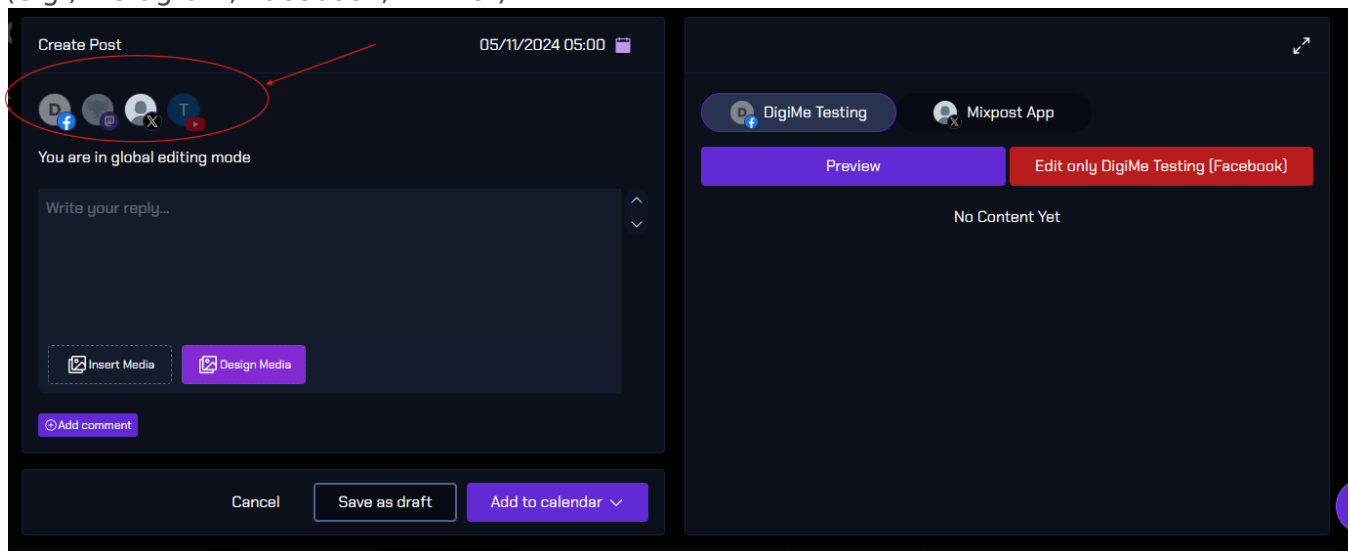 Create Post
05/11/2024 05:00
D
T
You are in global editing mode
Write your reply...
Insert Media
Design Media
Add comment
Cancel
Save as draft
Add to calendar
D
DigiMe Testing
Mixpost App
Preview
Edit only DigiMe Testing (Facebook)
No Content Yet